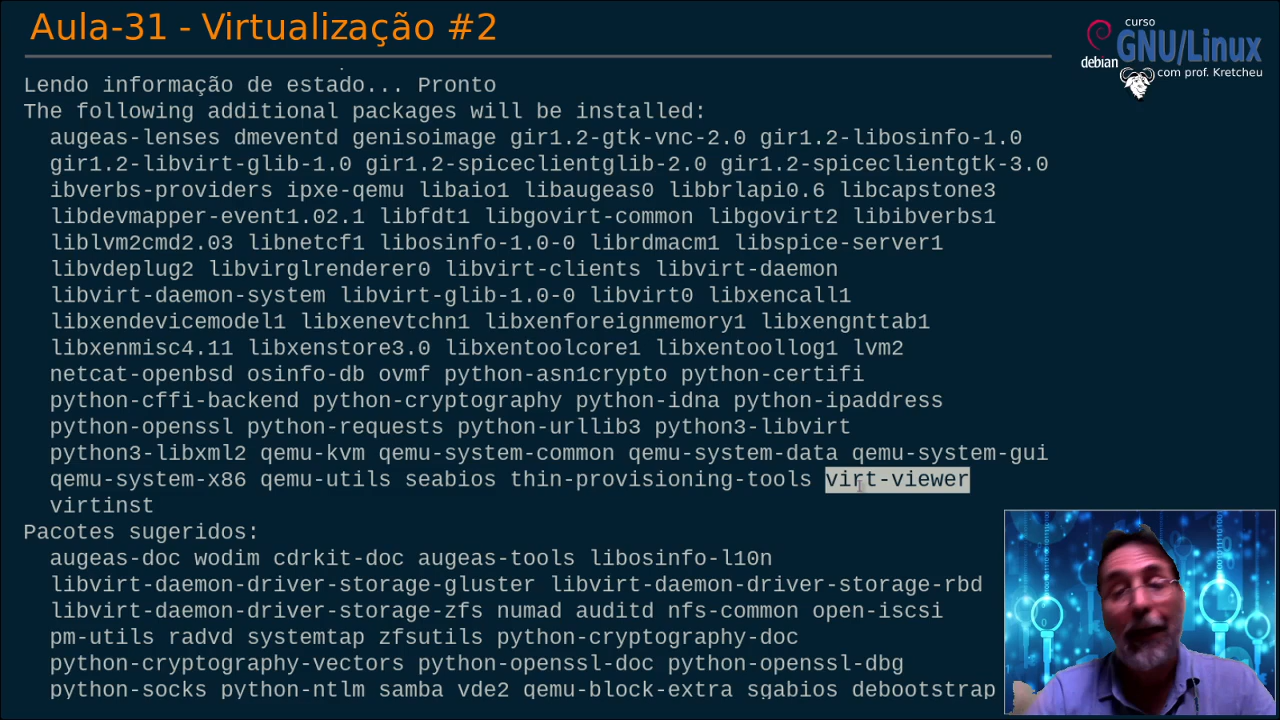 Aula-31 - Virtualização #2
curso
GNU/Linux
debian
com prof. Kretcheu
Lendo informação de estado... Pronto
The following additional packages will be installed:
augeas-lenses dmeventd genisoimage gir1.2-gtk-vnc-2.0 gir1.2-libosinfo-1.0
gir1.2-libvirt-glib-1.0 gir1.2-spiceclientglib-2.0 gir1.2-spiceclientgtk-3.0
ibverbs-providers ipxe-qemu libaio1 libaugeas0 libbrlapi0.6 libcapstone3
libdevmapper-event1.02.1 libfdt1 libgovirt-common libgovirt2 libibverbs1
liblvm2cmd2.03 libnetcf1 libosinfo-1.0-0 librdmacm1 libspice-server1
libvdeplug2 libvirglrenderer0 libvirt-clients libvirt-daemon
libvirt-daemon-system libvirt-glib-1.0-0 libvirt0 libxencall1
libxendevicemodel1 libxenevtchn1 libxenforeignmemory1 libxengnttab1
libxenmisc4.11 libxenstore3.0 libxentoolcore1 libxentoollog1 lvm2
netcat-openbsd osinfo-db ovmf python-asn1crypto python-certifi
python-cffi-backend python-cryptography python-idna python-ipaddress
python-openssl python-requests python-urllib3 python3-libvirt
python3-libxml2 qemu-kvm qemu-system-common qemu-system-data qemu-system-gui
qemu-system-x86 qemu-utils seabios thin-provisioning-tools virt-viewer
virtinst
Pacotes sugeridos:
augeas-doc wodim cdrkit-doc augeas-tools libosinfo-l10n
libvirt-daemon-driver-storage-gluster libvirt-daemon-driver-storage-rbd
libvirt-daemon-driver-storage-zfs numad auditd nfs-common open-iscsi
pm-utils radvd systemtap zfsutils python-cryptography-doc
python-cryptography-vectors python-openssl-doc python-openssl-dbg
python-socks python-ntlm samba vde2 qemu-block-extra sgabios debootstrap